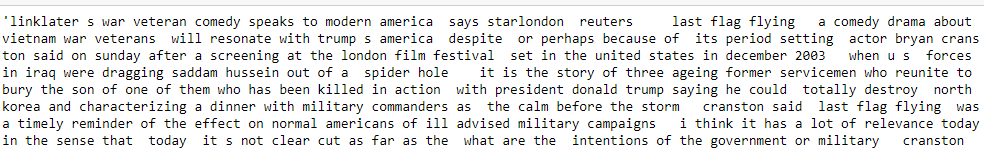 'linklater s war veteran comedy speaks to modern america  says starlondon  reuters     last flag flying   a comedy drama about
vietnam war veterans  will resonate with trump s america  despite  or perhaps because of  its period setting  actor bryan crans
ton said on sunday after a screening at the london film festival  set in the united states in december 2003   when u s  forces
in iraq were dragging saddam hussein out of a  spider hole    it is the story of three ageing former servicemen who reunite to
bury the son of one of them who has been killed in action  with president donald trump saying he could  totally destroy  north
korea and characterizing a dinner with military commanders as  the calm before the storm   cranston said  last flag flying  was
a timely reminder of the effect on normal americans of ill advised military campaigns   i think it has a lot of relevance today
in the sense that  today  it s not clear cut as far as the  what are the  intentions of the government or military   cranston